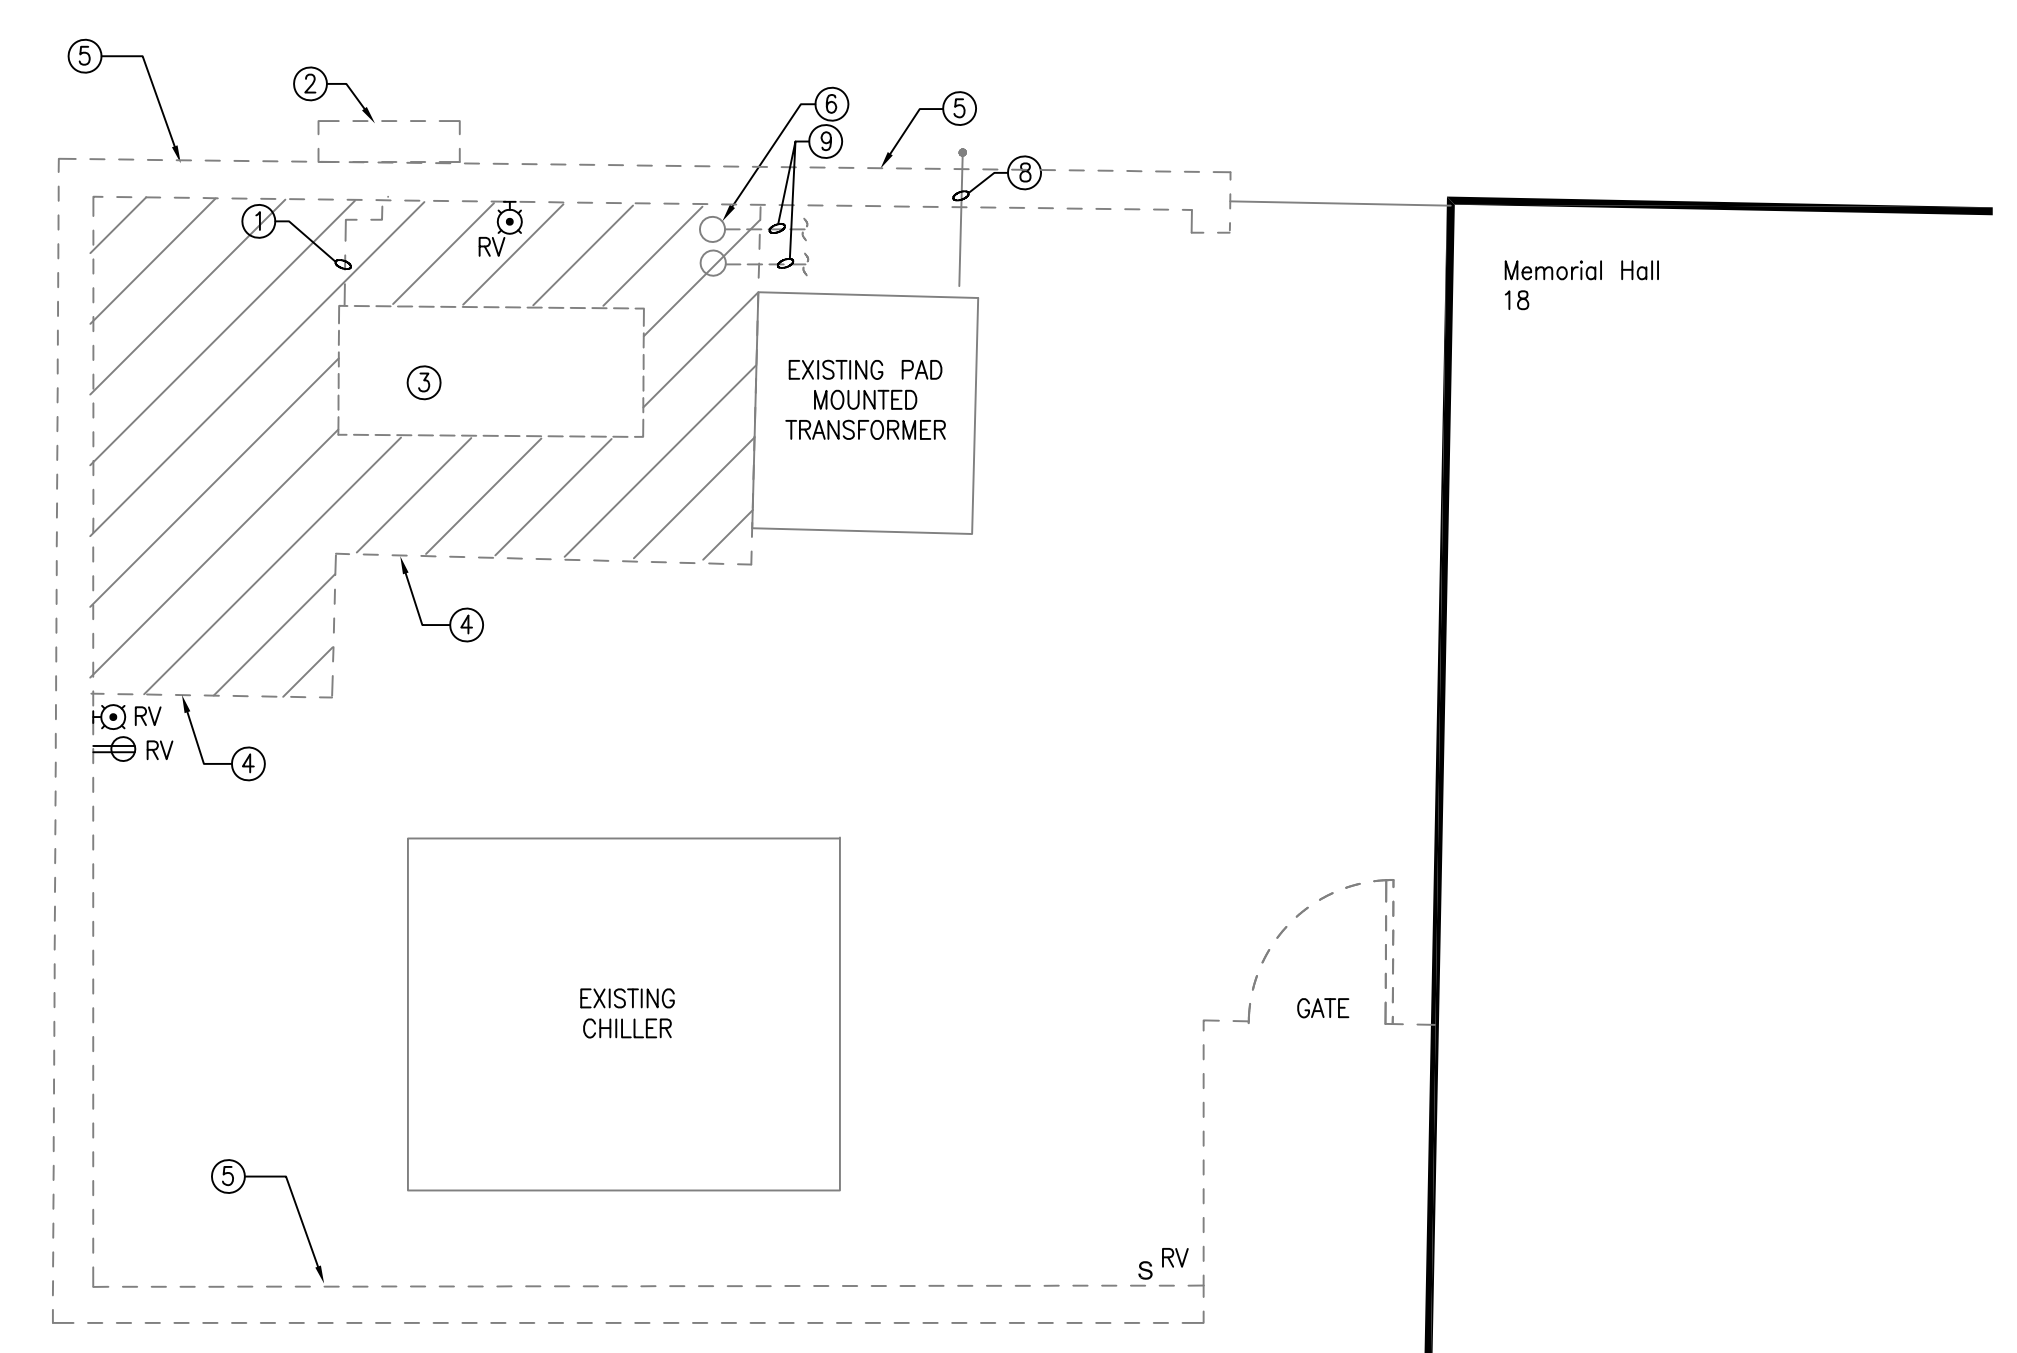 5
2
6
5
9
8
1
RV
Memorial Hall
18
3
EXISTING PAD
MOUNTED
TRANSFORMER
4
RV
RV
4
EXISTING
CHILLER
GATE
5
S RV